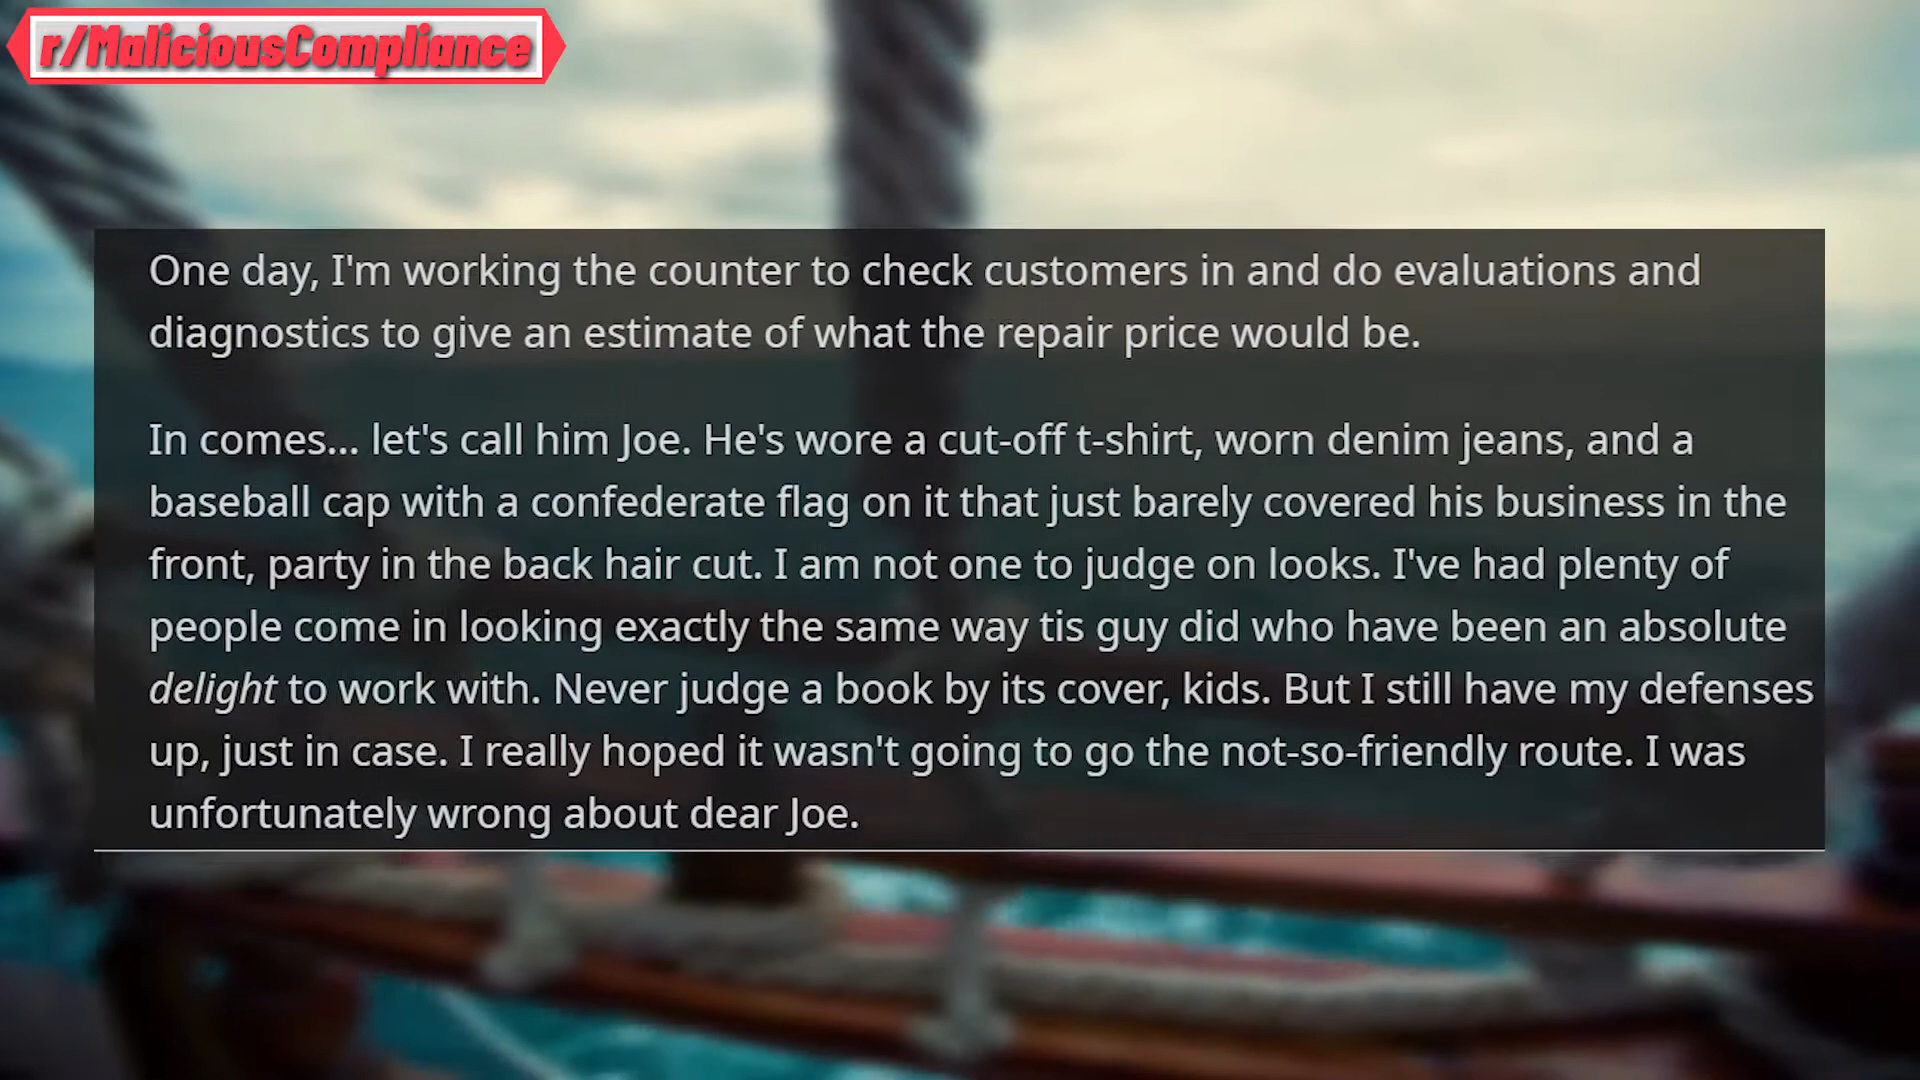 r/MaliciousCompliance
One day, I'm working the counter to check customers in and do evaluations and
diagnostics to give an estimate of what the repair price would be.
In comes... let's call him Joe. He's wore a cut-off t-shirt, worn denim jeans, and a
baseball cap with a confederate flag on it that just barely covered his business in the
front, party in the back hair cut. I am not one to judge on looks. I've had plenty of
people come in looking exactly the same way tis guy did who have been an absolute
delight to work with. Never judge a book by its cover, kids. But I still have my defenses
up, just in case. I really hoped it wasn't going to go the not-so-friendly route. I was
unfortunately wrong about dear Joe.